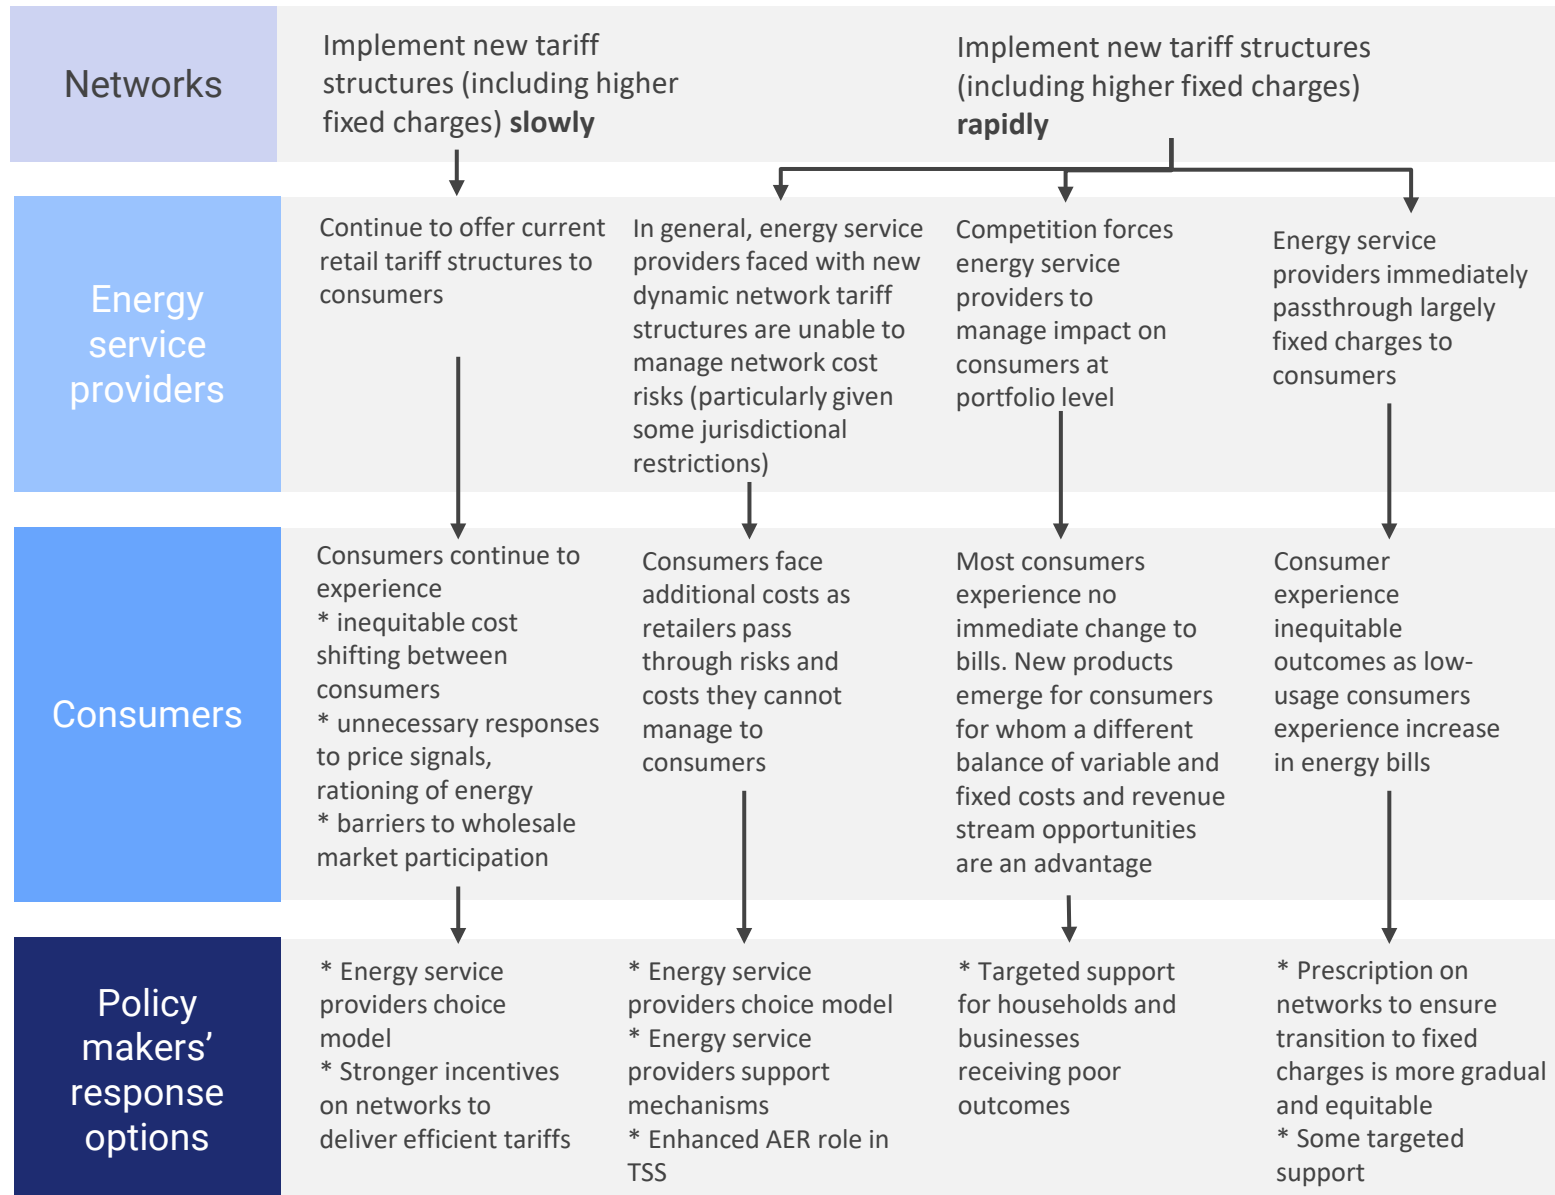 Networks
Implement new tariff
structures (including higher
fixed charges) slowly
Implement new tariff structures
(including higher fixed charges)
rapidly
Energy
service
providers
Continue to offer current
retail tariff structures to
consumers
In general, energy service
providers faced with new
dynamic network tariff
structures are unable to
manage network cost
risks (particularly given
some jurisdictional
restrictions)
Competition forces
energy service
providers to
manage impact on
consumers at
portfolio level
Energy service
providers immediately
passthrough largely
fixed charges to
consumers
Consumers
Consumers continue to
experience
* inequitable cost
shifting between
consumers
* unnecessary responses
to price signals,
rationing of energy
* barriers to wholesale
market participation
Consumers face
additional costs as
retailers pass
through risks and
costs they cannot
manage to
consumers
Most consumers
experience no
immediate change to
bills. New products
emerge for consumers
for whom a different
balance of variable and
fixed costs and revenue
stream opportunities
are an advantage
Consumer
experience
inequitable
outcomes as low-
usage consumers
experience increase
in energy bills
Policy
makers’
response
options
* Energy service
providers choice
model
* Stronger incentives
on networks to
deliver efficient tariffs
* Energy service
providers choice model
* Energy service
providers support
mechanisms
* Enhanced AER role in
TSS
* Targeted support
for households and
businesses
receiving poor
outcomes
* Prescription on
networks to ensure
transition to fixed
charges is more gradual
and equitable
* Some targeted
support